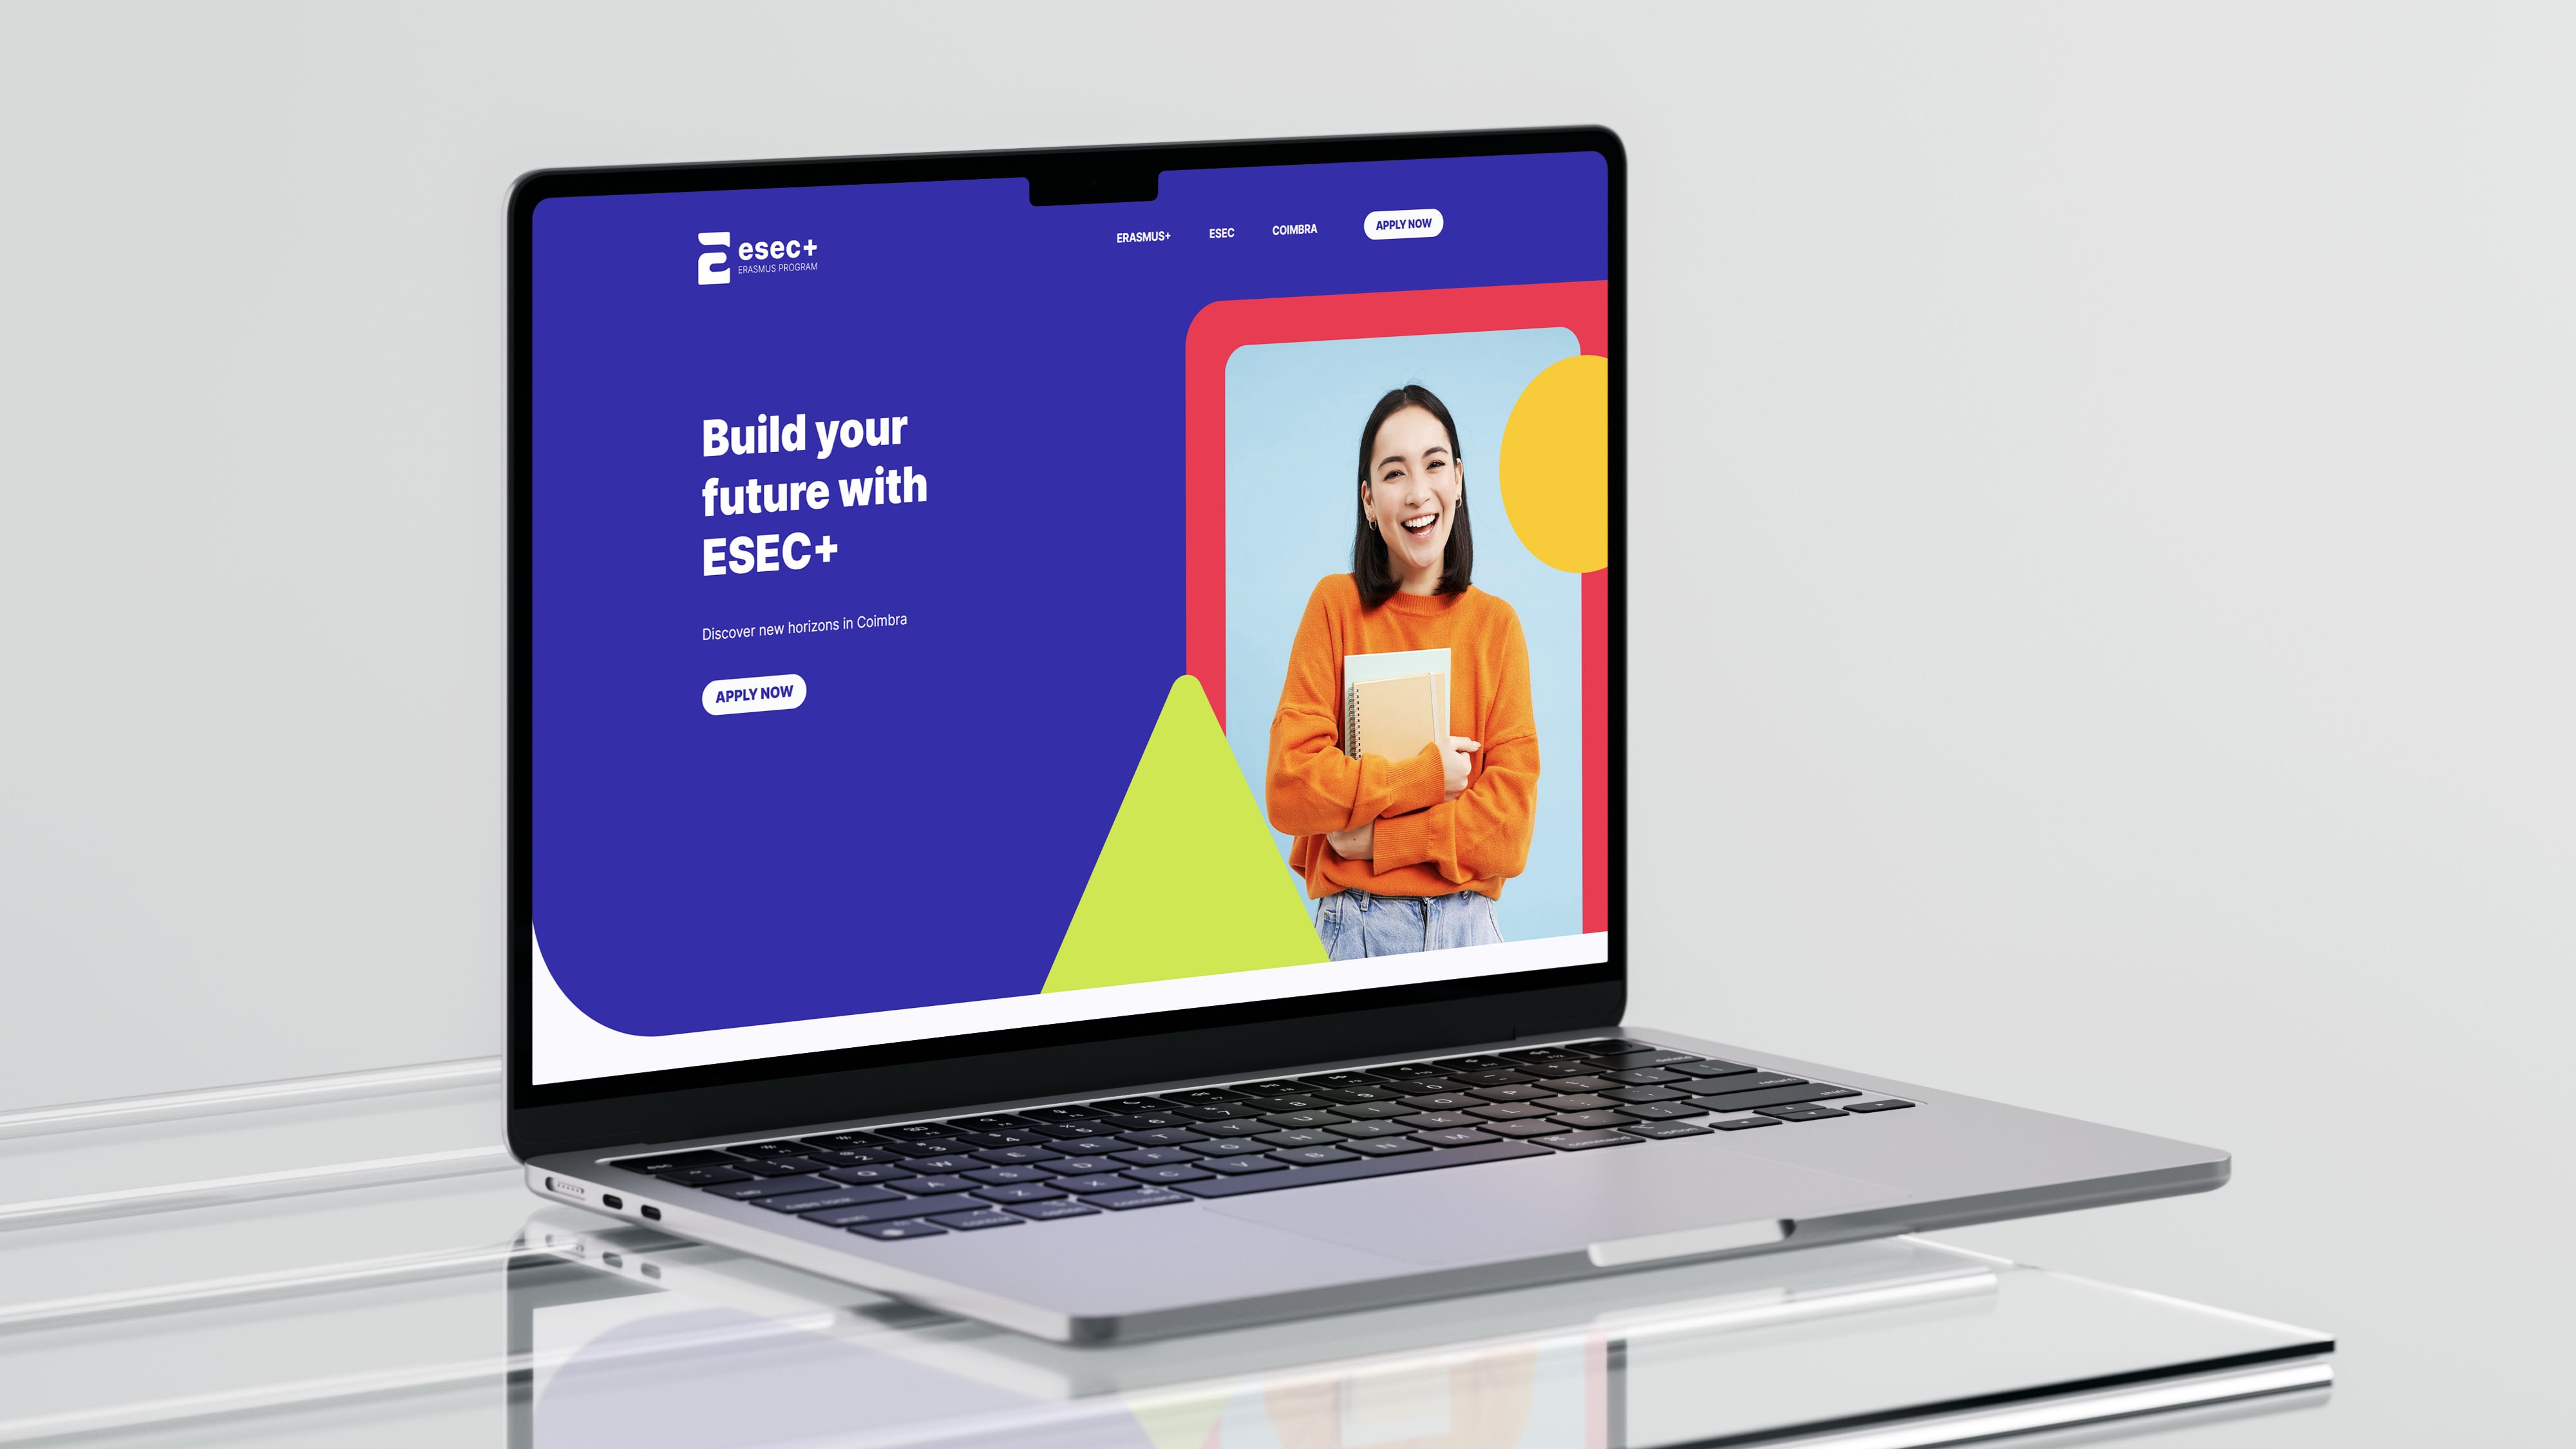 esec+
ERASMUS PROGRAM
ERASMUS+ ESEC COIMBRA APPLY NOW
Build your
future with
ESEC+
Discover new horizons in Coimbra
APPLY NOW